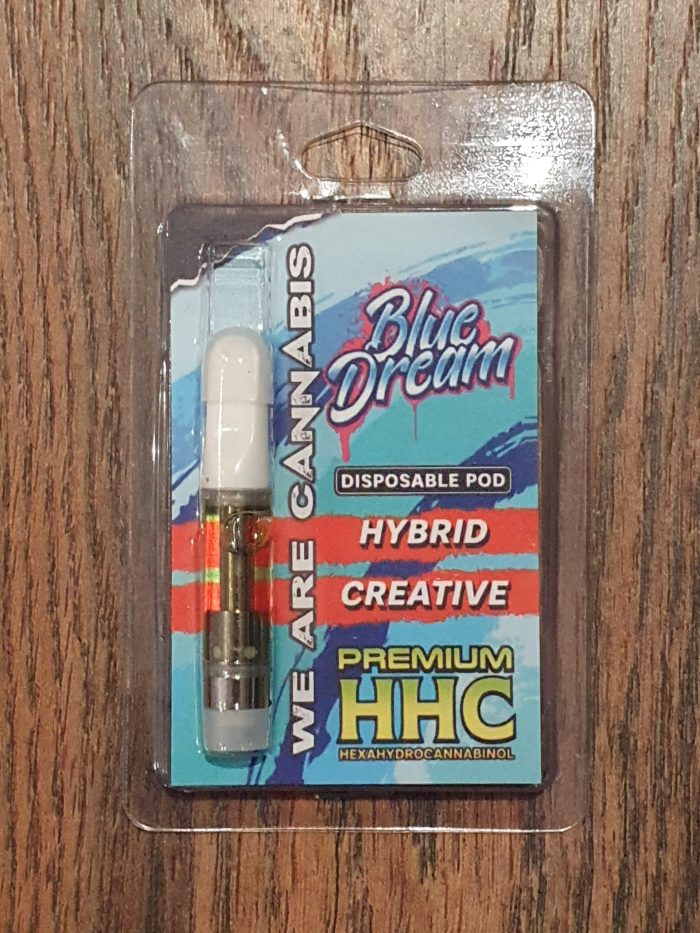 WE ARE CANNABIS
Blue
Dream
DISPOSABLE POD
HYBRID
CREATIVE
PREMIUM
HHC
HEXAHYDROCANNABINOL